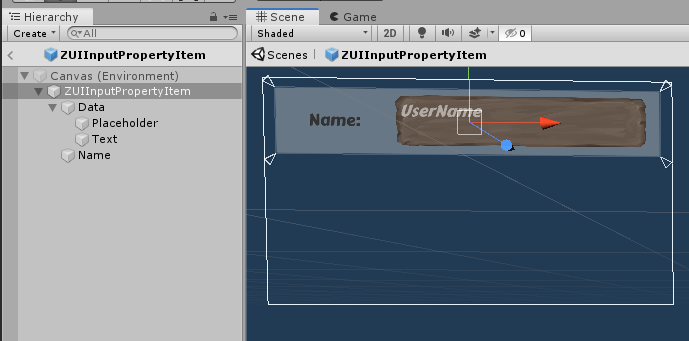 Hierarchy
Create
All
ZUIInputPropertyItem
Canvas (Environment)
ZUIInputPropertyItem
Data
Placeholder
Text
Name
Scene
Game
Shaded
2D
0
Scenes
ZUIInputPropertyItem
Name:
UserName